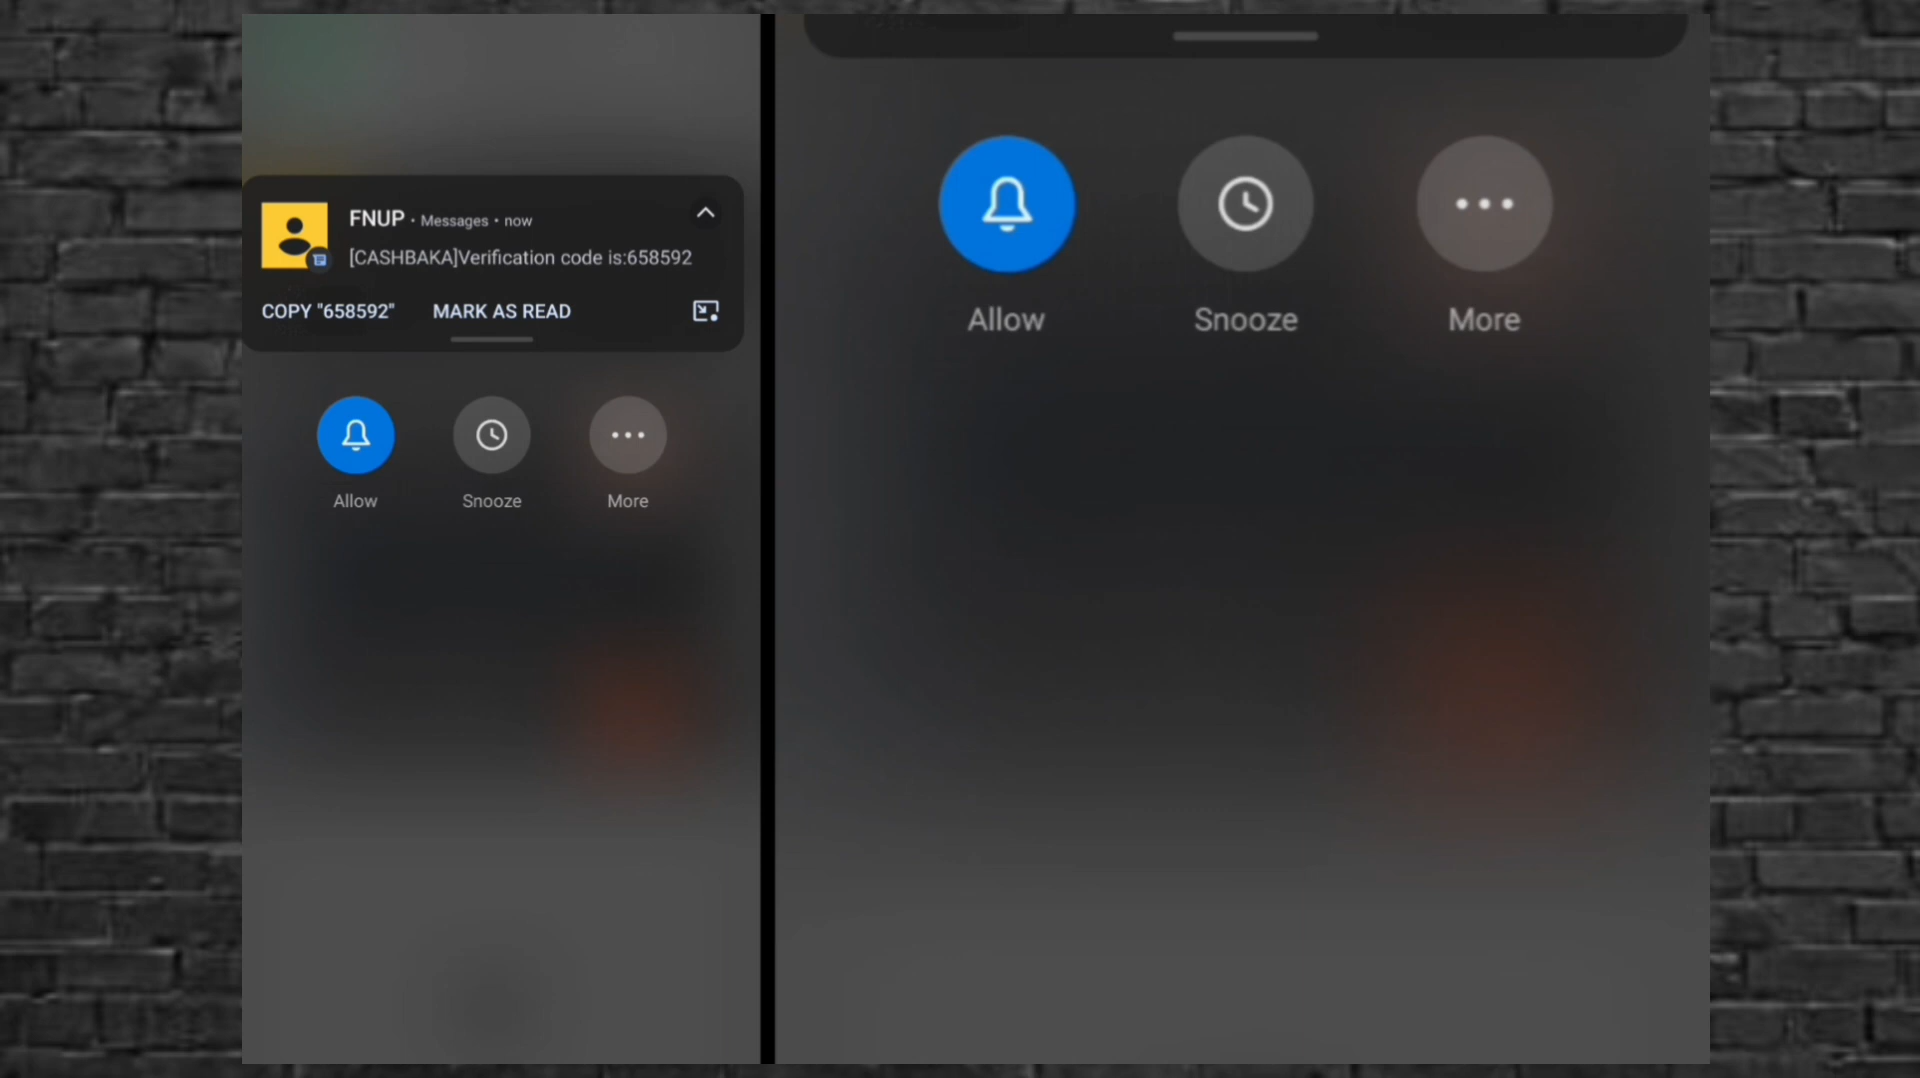 FNUP • Messages • now
[CASHBAKA]Verification code is:658592
COPY "658592" MARK AS READ
Allow Snooze More
Allow Snooze More